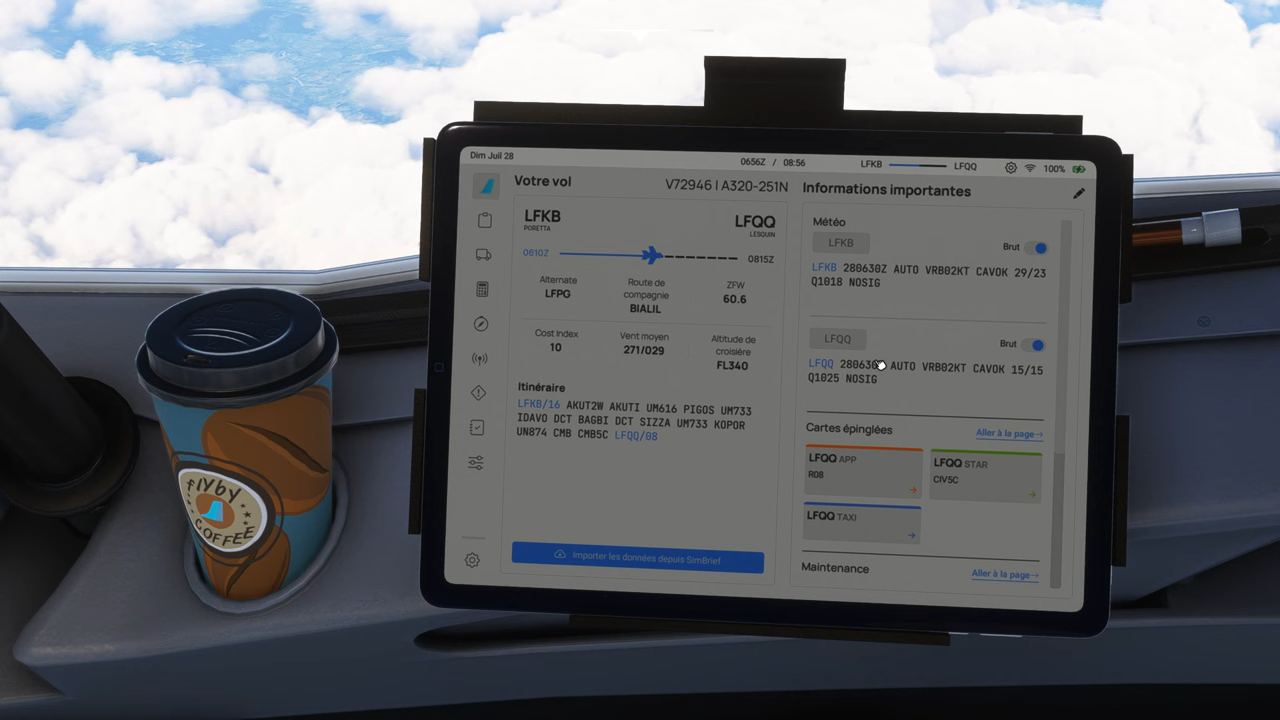 Dim Juil 28
0656Z / 08:56
LFKB
LFQQ
100%
Votre vol
V72946 | A320-251N
LFKB
PORETTA
LFQQ
LESQUIN
0610Z
0815Z
Alternate
LFPG
Route de
compagnie
BIALIL
ZFW
60.6
Cost Index
10
Vent moyen
271/029
Altitude de
croisière
FL340
Itinéraire
LFKB/16 AKUT2W AKUTI UM616 PIGOS UM733
IDAVO DCT BAGBI DCT SIZZA UM733 KOPOR
UN874 CMB CMB5C LFQQ/08
Importer les données depuis SimBrief
Informations importantes
Météo
LFKB
Brut
LFKB 280630Z AUTO VRB02KT CAVOK 29/23
Q1018 NOSIG
LFQQ
Brut
LFQQ AUTO VRB02KT CAVOK 15/15
Q1025 NOSIG
Cartes épinglées
Aller à la page→
LFQQ APP
R08
→
LFQQ STAR
CIV5C
→
LFQQ TAXI
→
Maintenance
Aller à la page→
flyby
COFFEE